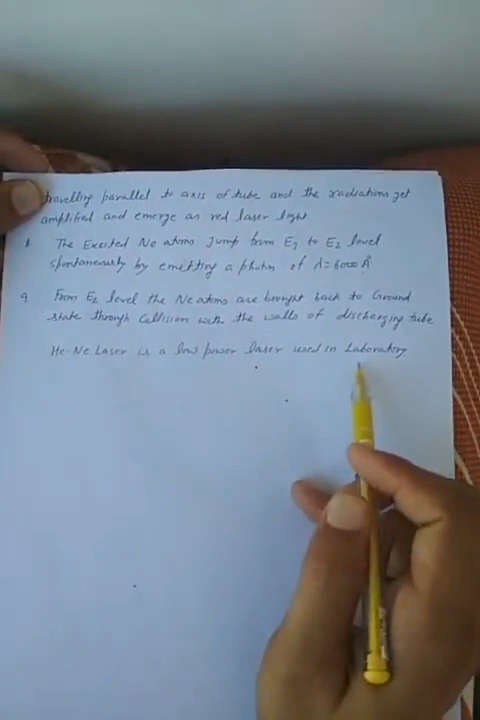 travelling parallel to axis of tube and the radiations get
amplified and emerge as red laser light
8. The Excited Ne atoms Jump from E3 to E2 level
spontaneously by emitting a photon of λ=6000 Å
9. From E2 level the Ne atoms are brought back to Ground
state through Collision with the walls of discharging tube
He-Ne Laser is a low power laser used in Laboratory